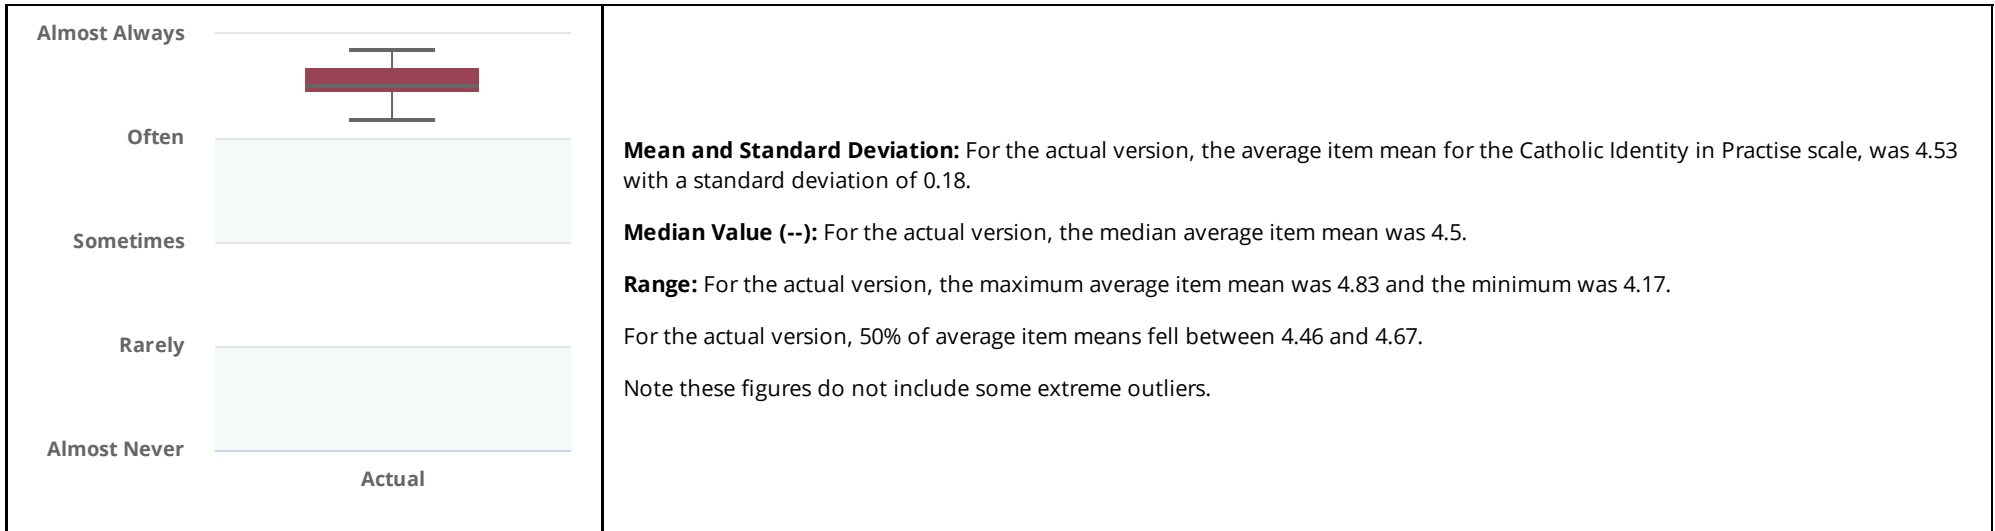 Almost Always
Often
Sometimes
Rarely
Almost Never
Actual
Mean and Standard Deviation: For the actual version, the average item mean for the Catholic Identity in Practise scale, was 4.53
with a standard deviation of 0.18.
Median Value (--): For the actual version, the median average item mean was 4.5.
Range: For the actual version, the maximum average item mean was 4.83 and the minimum was 4.17.
For the actual version, 50% of average item means fell between 4.46 and 4.67.
Note these figures do not include some extreme outliers.